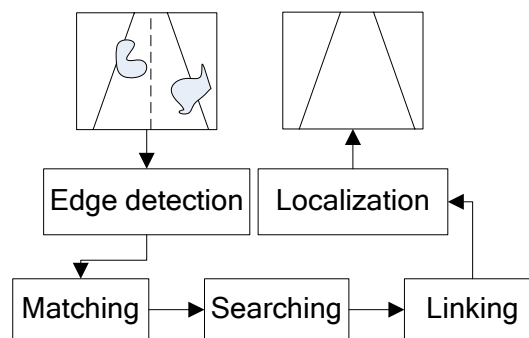 Edge detection
Localization
Matching
Searching
Linking